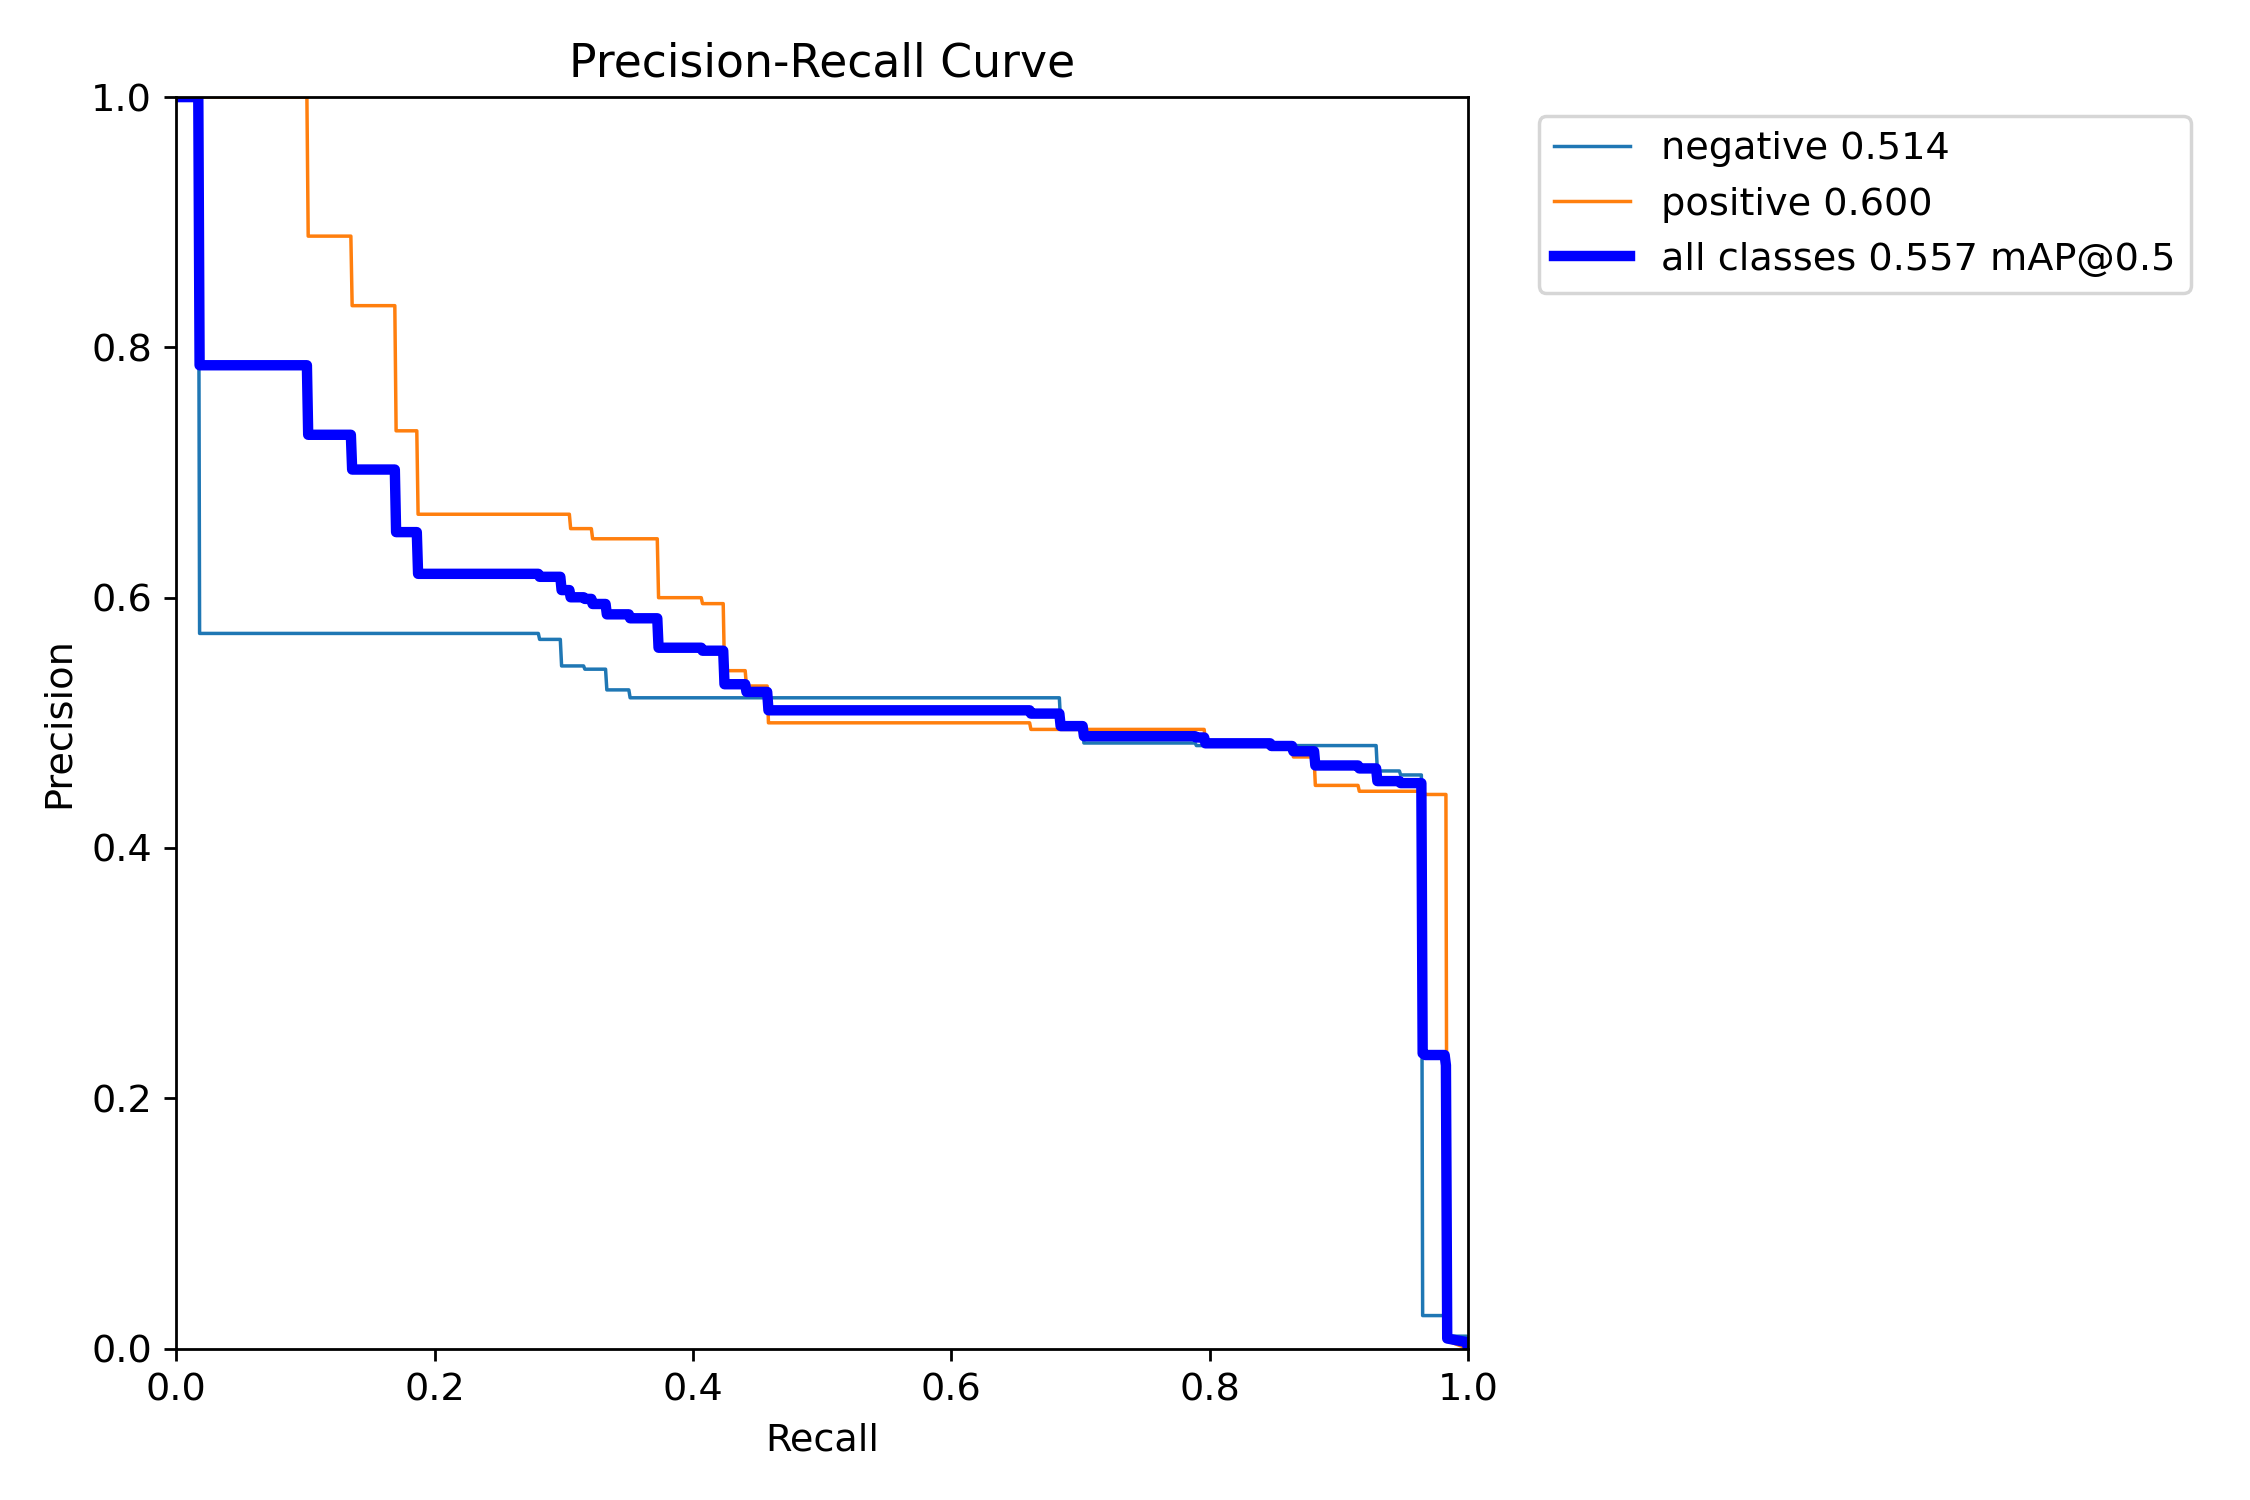 Precision-Recall Curve
1.0
0.8
0.6
0.4
0.2
0.0
Precision
0.0 0.2 0.4 0.6 0.8 1.0
Recall
negative 0.514
positive 0.600
all classes 0.557 mAP@0.5